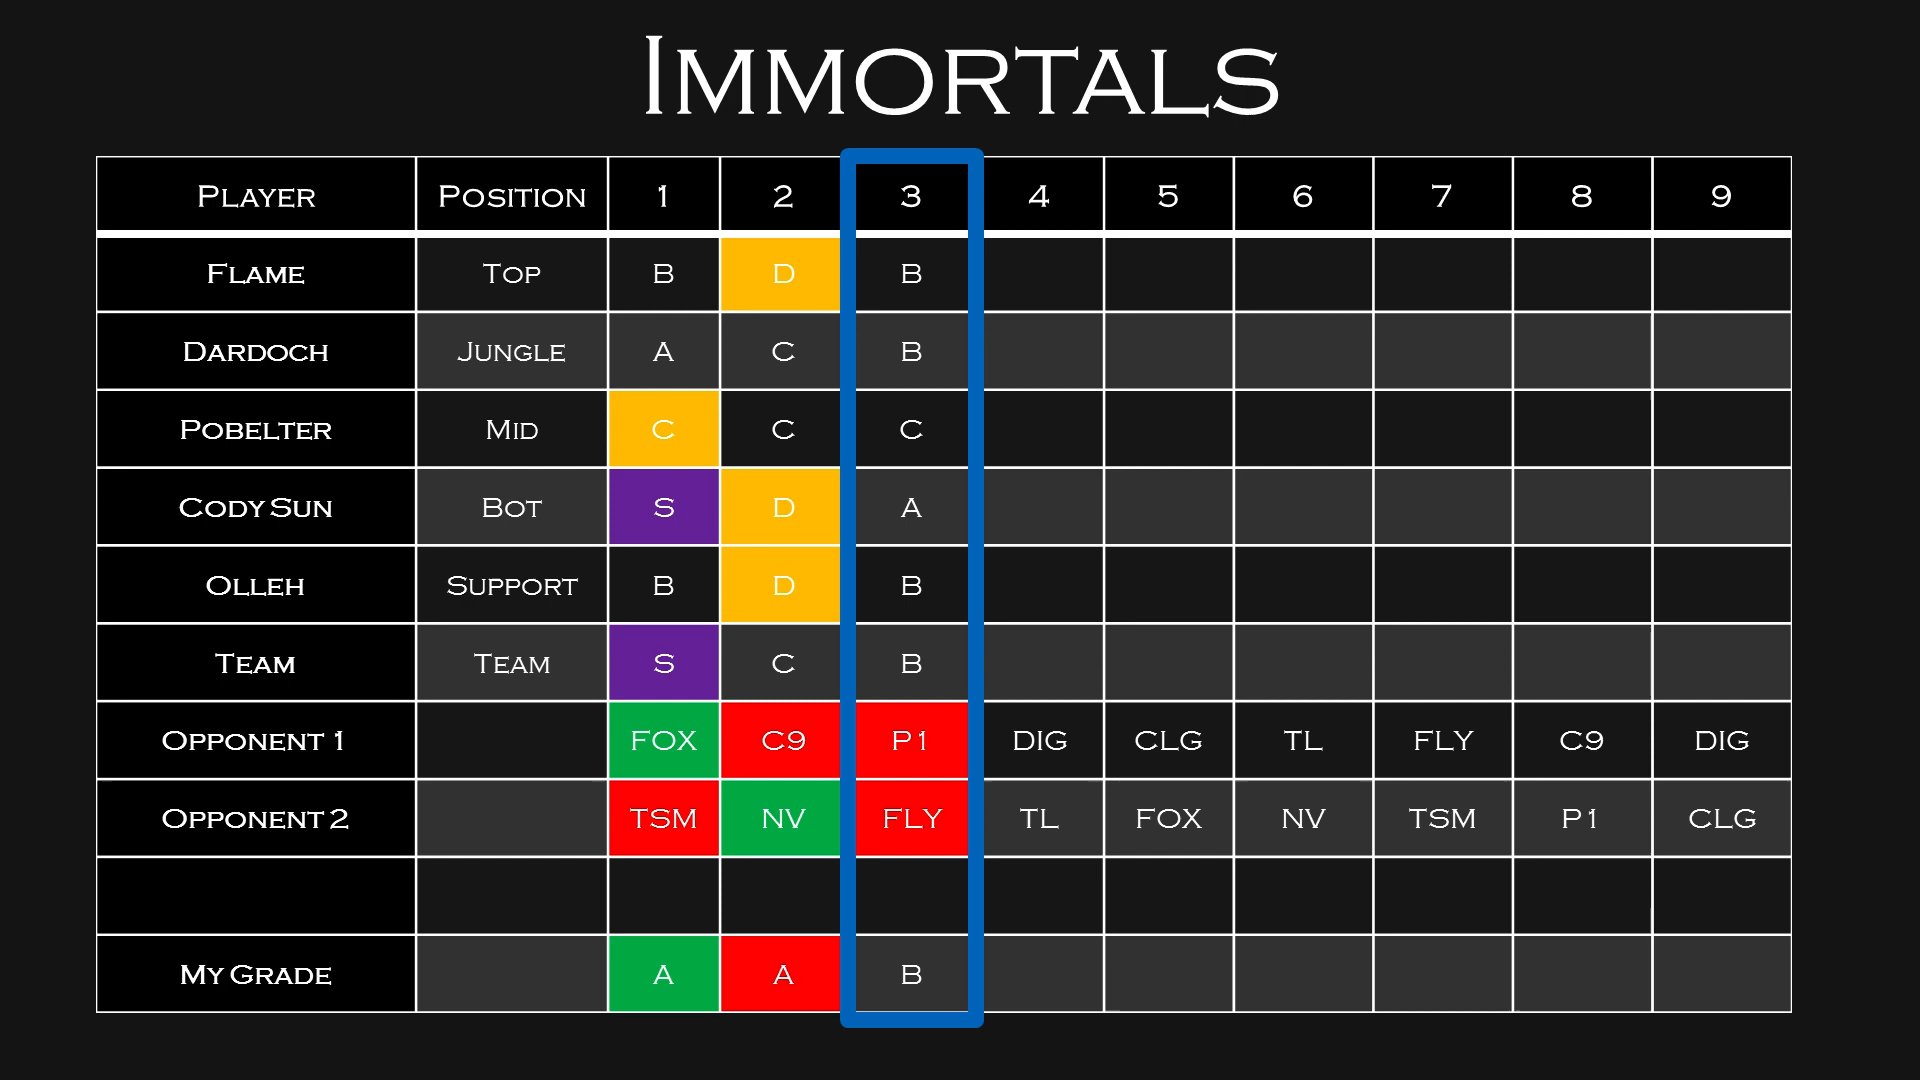 IMMORTALS
PLAYER POSITION 1 2 3 4 5 6 7 8 9
FLAME TOP B D B
DARDOCH JUNGLE A C B
POBELTER MID C C C
CODY SUN BOT S D A
OLLEH SUPPORT B D B
TEAM TEAM S C B
OPPONENT 1 FOX C9 P1 DIG CLG TL FLY C9 DIG
OPPONENT 2 TSM NV FLY TL FOX NV TSM P1 CLG
MY GRADE A A B